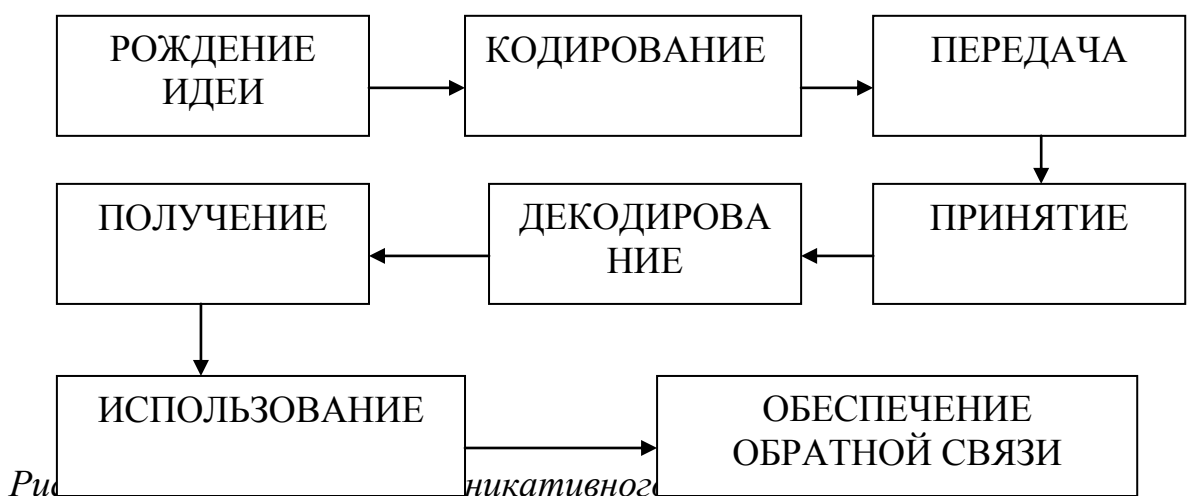 РОЖДЕНИЕ
ИДЕИ
КОДИРОВАНИЕ
ПЕРЕДАЧА
ПРИНЯТИЕ
ДЕКОДИРОВА
НИЕ
ПОЛУЧЕНИЕ
ИСПОЛЬЗОВАНИЕ
ОБЕСПЕЧЕНИЕ
ОБРАТНОЙ СВЯЗИ